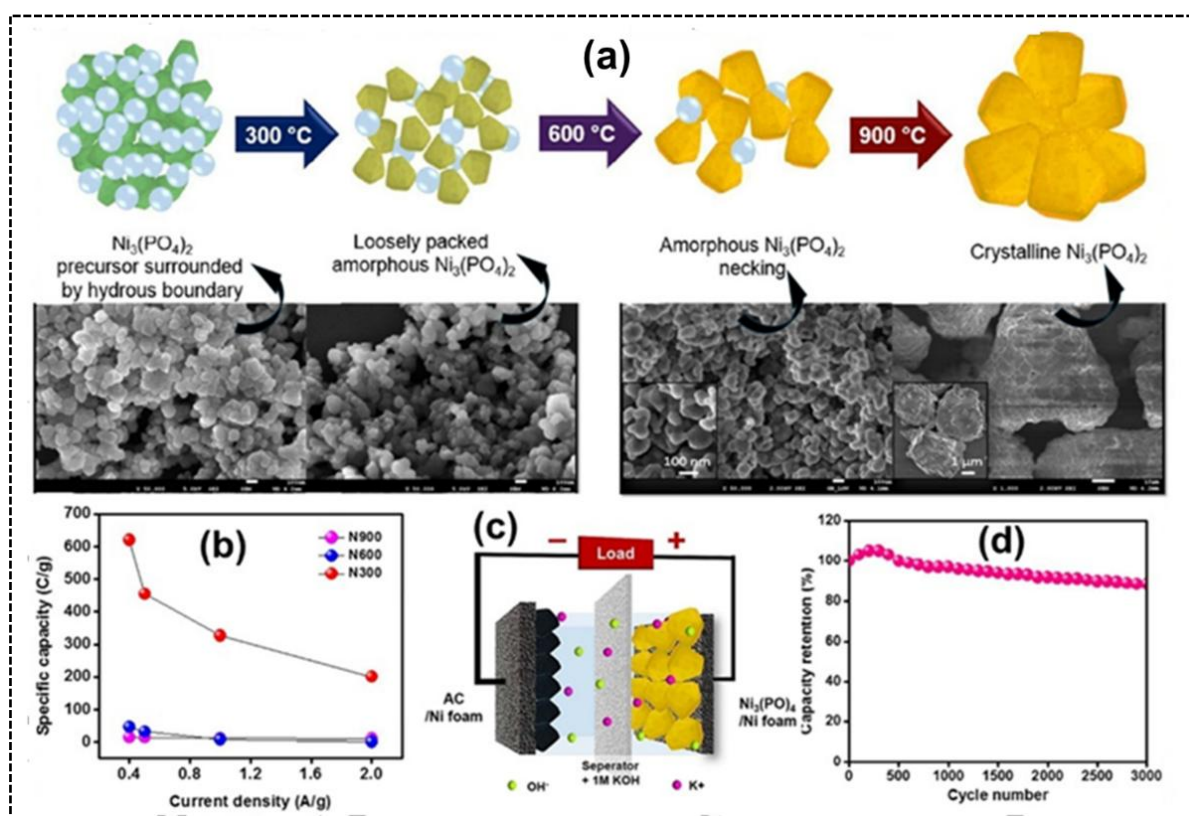 (a)
300 °C
600 °C
900 °C
Ni₃(PO₄)₂
precursor surrounded
by hydrous boundary
Loosely packed
amorphous Ni₃(PO₄)₂
Amorphous Ni₃(PO₄)₂
necking
Crystalline Ni₃(PO₄)₂
100 nm
1 µm
(b)
N900
N600
N300
Specific capacity (C/g)
700
600
500
400
300
200
100
0
0.4
0.8
1.2
1.6
2.0
Current density (A/g)
(c)
− Load +
AC
/Ni foam
Ni₃(PO)₄
/Ni foam
Seperator
+ 1M KOH
OH⁻
K+
(d)
Capacity retention (%)
120
100
80
60
40
20
0
0
500
1000
1500
2000
2500
3000
Cycle number